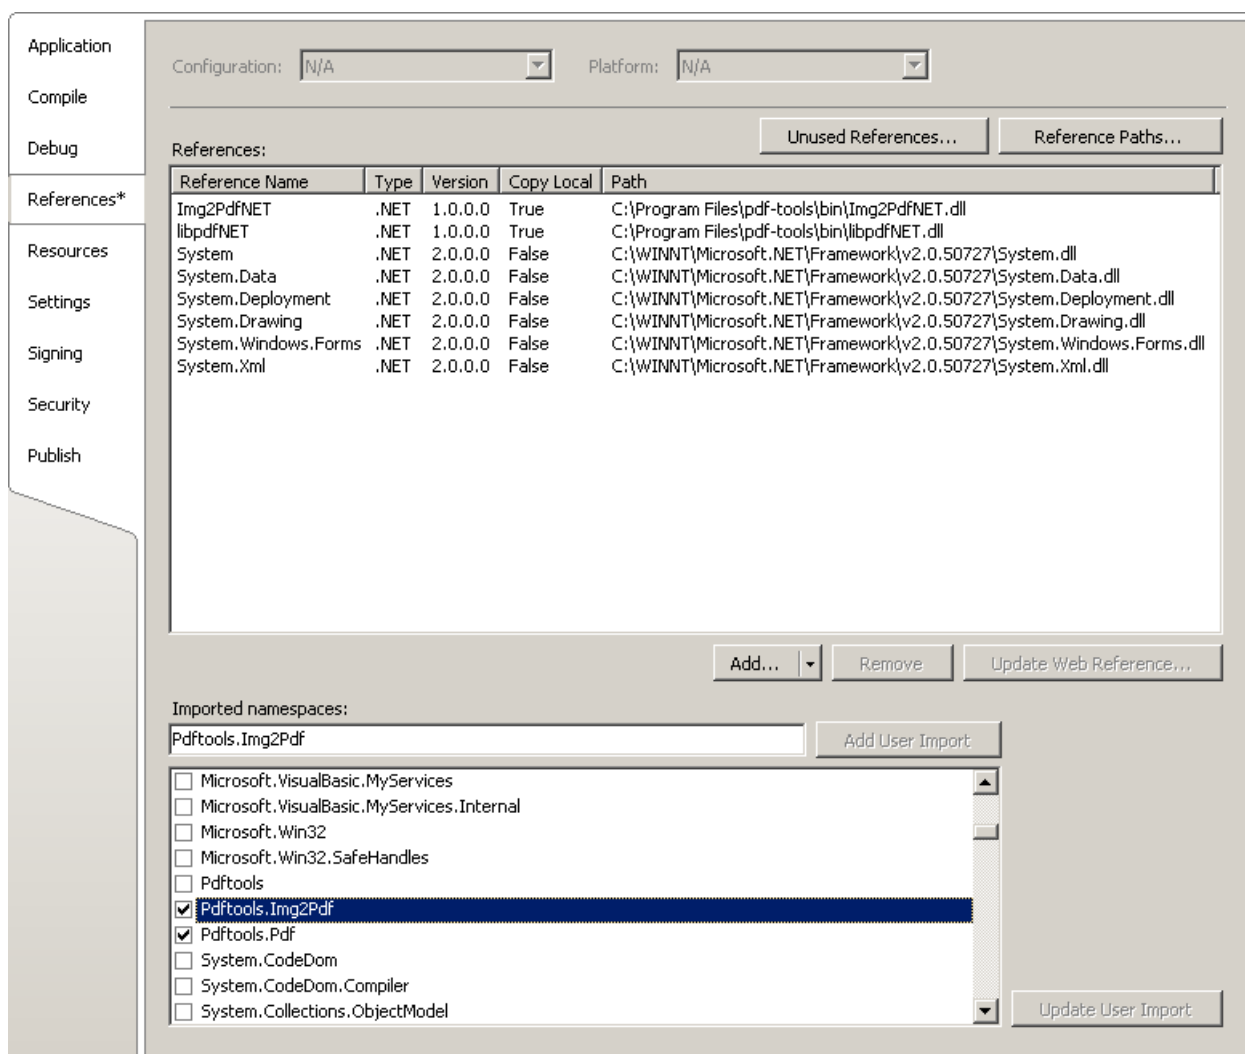 Application
Compile
Debug
References*
Resources
Settings
Signing
Security
Publish
Configuration: N/A Platform: N/A
Unused References... Reference Paths...
References:
Reference Name Type Version Copy Local Path
Img2PdfNET .NET 1.0.0.0 True C:\Program Files\pdf-tools\bin\Img2PdfNET.dll
libpdfNET .NET 1.0.0.0 True C:\Program Files\pdf-tools\bin\libpdfNET.dll
System .NET 2.0.0.0 False C:\WINNT\Microsoft.NET\Framework\v2.0.50727\System.dll
System.Data .NET 2.0.0.0 False C:\WINNT\Microsoft.NET\Framework\v2.0.50727\System.Data.dll
System.Deployment .NET 2.0.0.0 False C:\WINNT\Microsoft.NET\Framework\v2.0.50727\System.Deployment.dll
System.Drawing .NET 2.0.0.0 False C:\WINNT\Microsoft.NET\Framework\v2.0.50727\System.Drawing.dll
System.Windows.Forms .NET 2.0.0.0 False C:\WINNT\Microsoft.NET\Framework\v2.0.50727\System.Windows.Forms.dll
System.Xml .NET 2.0.0.0 False C:\WINNT\Microsoft.NET\Framework\v2.0.50727\System.Xml.dll
Add... Remove Update Web Reference...
Imported namespaces:
Pdftools.Img2Pdf Add User Import
Microsoft.VisualBasic.MyServices
Microsoft.VisualBasic.MyServices.Internal
Microsoft.Win32
Microsoft.Win32.SafeHandles
Pdftools
Pdftools.Img2Pdf
Pdftools.Pdf
System.CodeDom
System.CodeDom.Compiler
System.Collections.ObjectModel
Update User Import